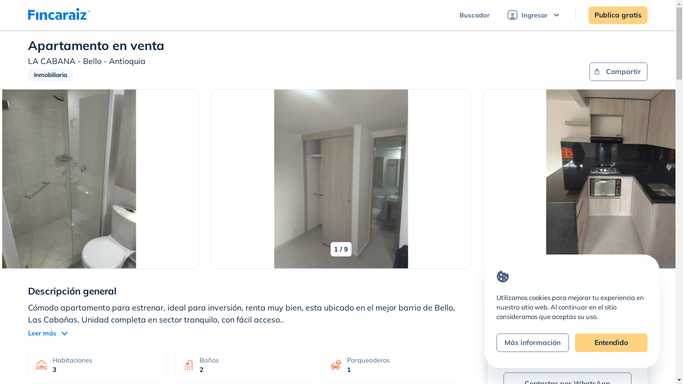 Fincaraiz
Buscador
Ingresar
Publica gratis
Apartamento en venta
LA CABANA - Bello - Antioquia
Inmobiliaria
Compartir
1 / 9
Descripción general
Cómodo apartamento para estrenar, ideal para inversión, renta muy bien, esta ubicado en el mejor barrio de Bello,
Las Cabañas. Unidad completa en sector tranquilo, con fácil acceso..
Leer más
Habitaciones
3
Baños
2
Parqueaderos
1
Utilizamos cookies para mejorar tu experiencia en
nuestro sitio web. Al continuar en el sitio
consideramos que aceptas su uso.
Más información
Entendido
Contactar por WhatsApp